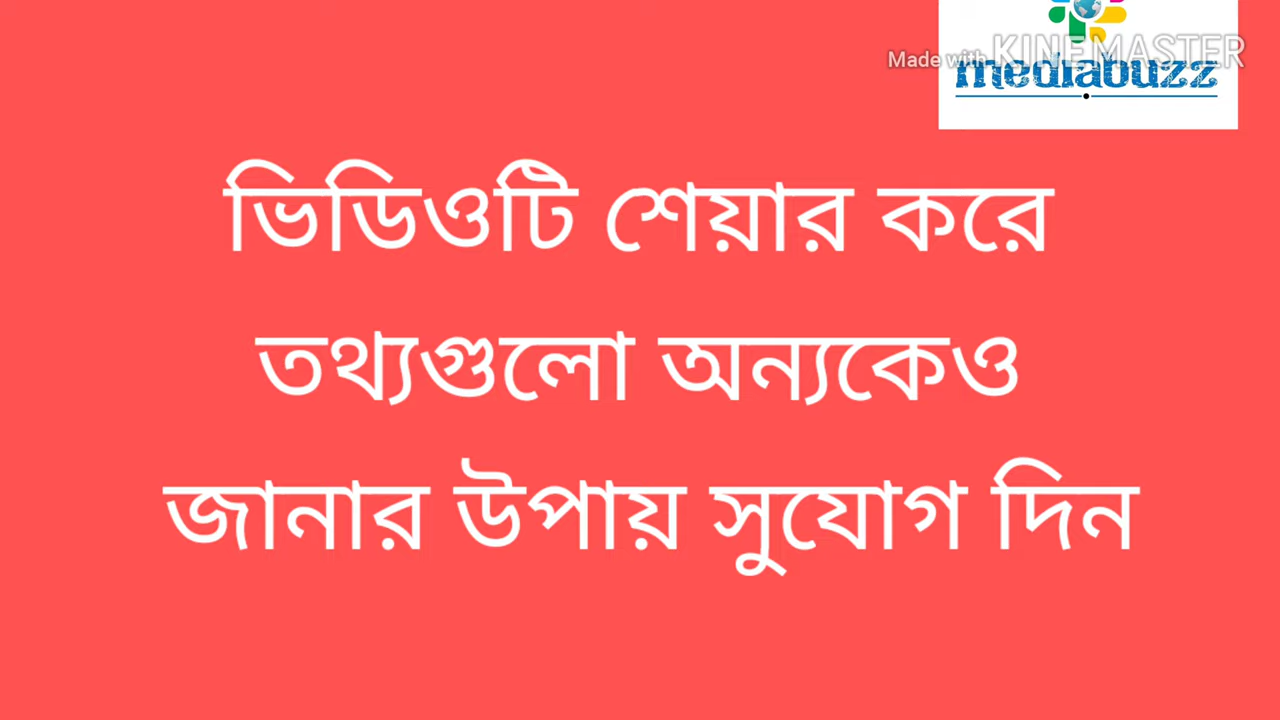 Made with KINEMASTER
mediabuzz
ভিডিওটি শেয়ার করে
তথ্যগুলো অন্যকেও
জানার উপায় সুযোগ দিন